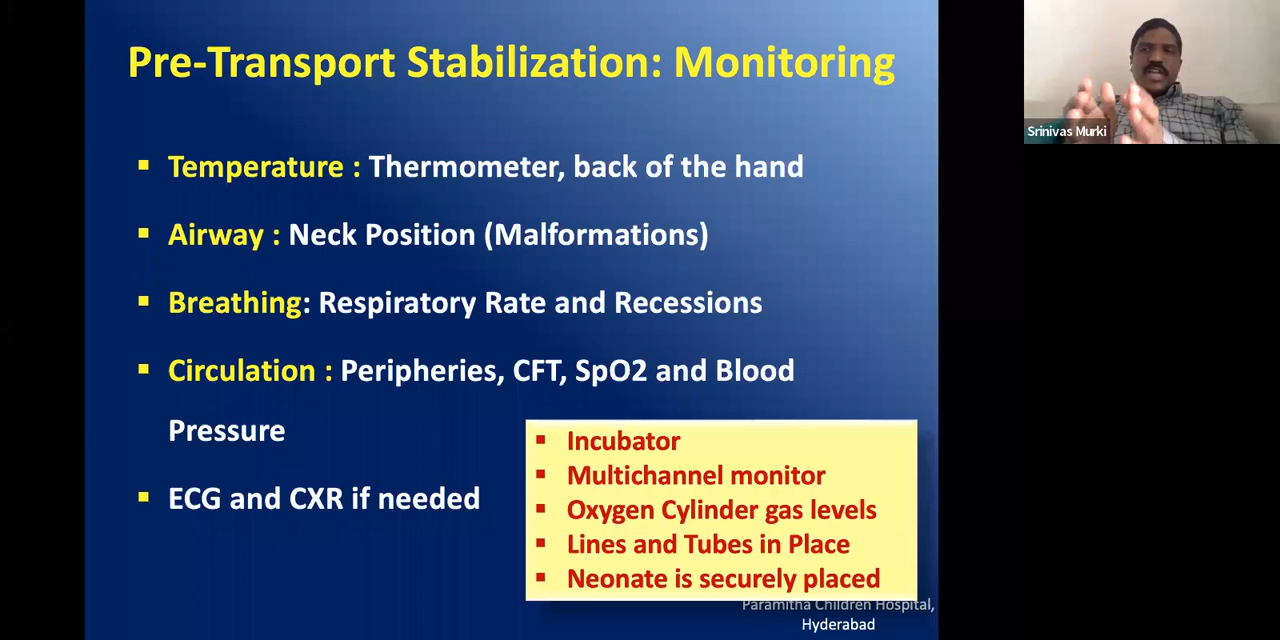 Pre-Transport Stabilization: Monitoring
Temperature : Thermometer, back of the hand
Airway : Neck Position (Malformations)
Breathing: Respiratory Rate and Recessions
Circulation : Peripheries, CFT, SpO2 and Blood
Pressure
ECG and CXR if needed
Incubator
Multichannel monitor
Oxygen Cylinder gas levels
Lines and Tubes in Place
Neonate is securely placed
Paramitha Children Hospital,
Hyderabad
Srinivas Murki